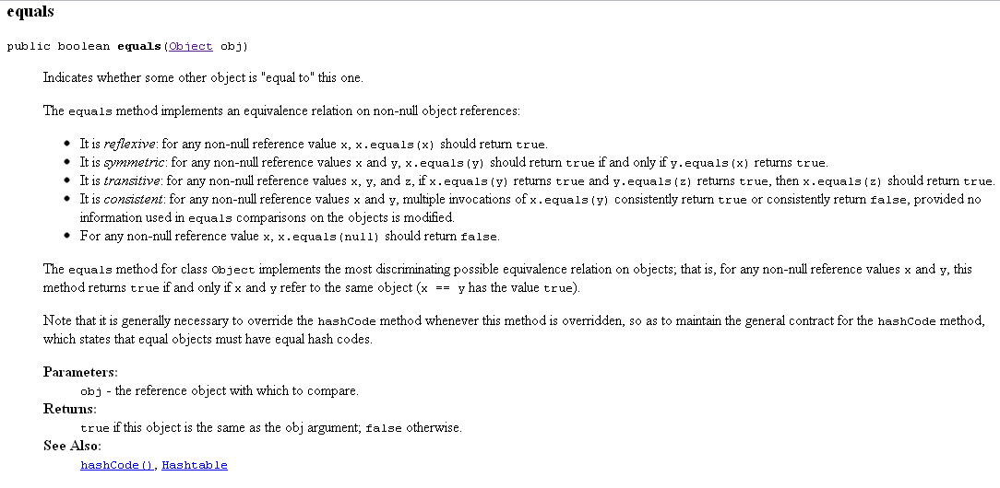 equals
public boolean equals(Object obj)
Indicates whether some other object is "equal to" this one.
The equals method implements an equivalence relation on non-null object references:
• It is reflexive: for any non-null reference value x, x.equals(x) should return true.
• It is symmetric: for any non-null reference values x and y, x.equals(y) should return true if and only if y.equals(x) returns true.
• It is transitive: for any non-null reference values x, y, and z, if x.equals(y) returns true and y.equals(z) returns true, then x.equals(z) should return true.
• It is consistent: for any non-null reference values x and y, multiple invocations of x.equals(y) consistently return true or consistently return false, provided no
information used in equals comparisons on the objects is modified.
• For any non-null reference value x, x.equals(null) should return false.
The equals method for class Object implements the most discriminating possible equivalence relation on objects; that is, for any non-null reference values x and y, this
method returns true if and only if x and y refer to the same object (x == y has the value true).
Note that it is generally necessary to override the hashCode method whenever this method is overridden, so as to maintain the general contract for the hashCode method,
which states that equal objects must have equal hash codes.
Parameters:
obj - the reference object with which to compare.
Returns:
true if this object is the same as the obj argument; false otherwise.
See Also:
hashCode(), Hashtable